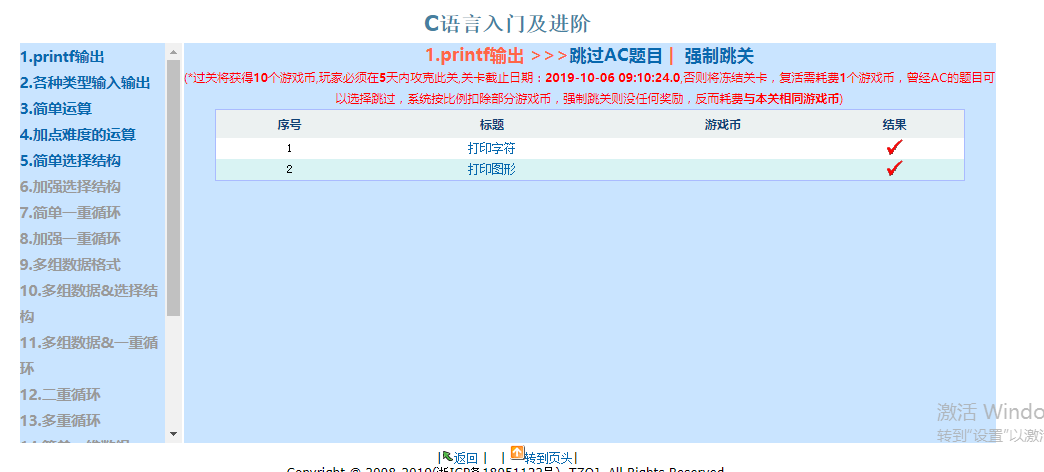 C语言入门及进阶
1.printf输出
2.各种类型输入输出
3.简单运算
4.加点难度的运算
5.简单选择结构
6.加强选择结构
7.简单一重循环
8.加强一重循环
9.多组数据格式
10.多组数据&选择结
构
11.多组数据&一重循
环
12.二重循环
13.多重循环
1.printf输出 >>>跳过AC题目 | 强制跳关
(*过关将获得10个游戏币,玩家必须在5天内攻克此关,关卡截止日期：2019-10-06 09:10:24.0,否则将冻结关卡，复活需耗费1个游戏币，曾经AC的题目可
以选择跳过，系统按比例扣除部分游戏币，强制跳关则没任何奖励，反而耗费与本关相同游戏币)
序号 标题 游戏币 结果
1 打印字符
2 打印图形
激活 Windo
转到"设置"以激
|返回 | | 转到页头|
Copyright @ 2008-2019(浙ICP备18051123号) TZOJ. All Rights Reserved.